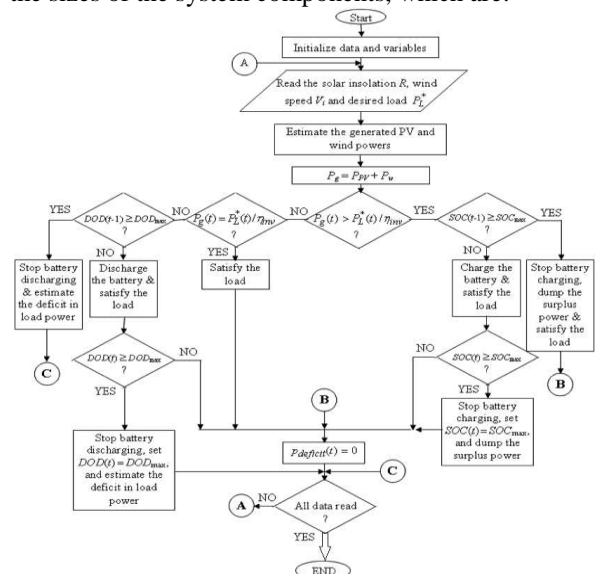 the sizes of the system components, which are:
Start
Initialize data and variables
A
Read the solar insolation R, wind
speed V_i and desired load P_L^*
Estimate the generated PV and
wind powers
P_g = P_PV + P_w
YES
DOD(t-1) ≥ DOD_max
?
NO
P_g(t) = P_L^*(t)/η_inv
?
NO
P_g(t) > P_L^*(t)/η_inv
?
YES
SOC(t-1) ≥ SOC_max
?
YES
NO
YES
NO
Stop battery
discharging
& estimate
the deficit in
load power
Discharge
the battery &
satisfy the
load
Satisfy the
load
Charge the
battery &
satisfy the
load
Stop battery
charging,
dump the
surplus
power &
satisfy the
load
C
DOD(t) ≥ DOD_max
?
NO
YES
NO
SOC(t) ≥ SOC_max
?
YES
B
B
Stop battery
discharging, set
DOD(t) = DOD_max,
and estimate the
deficit in load
power
Stop battery
charging, set
SOC(t) = SOC_max,
and dump the
surplus power
P_deficit(t) = 0
C
A
NO
All data read
?
YES
END